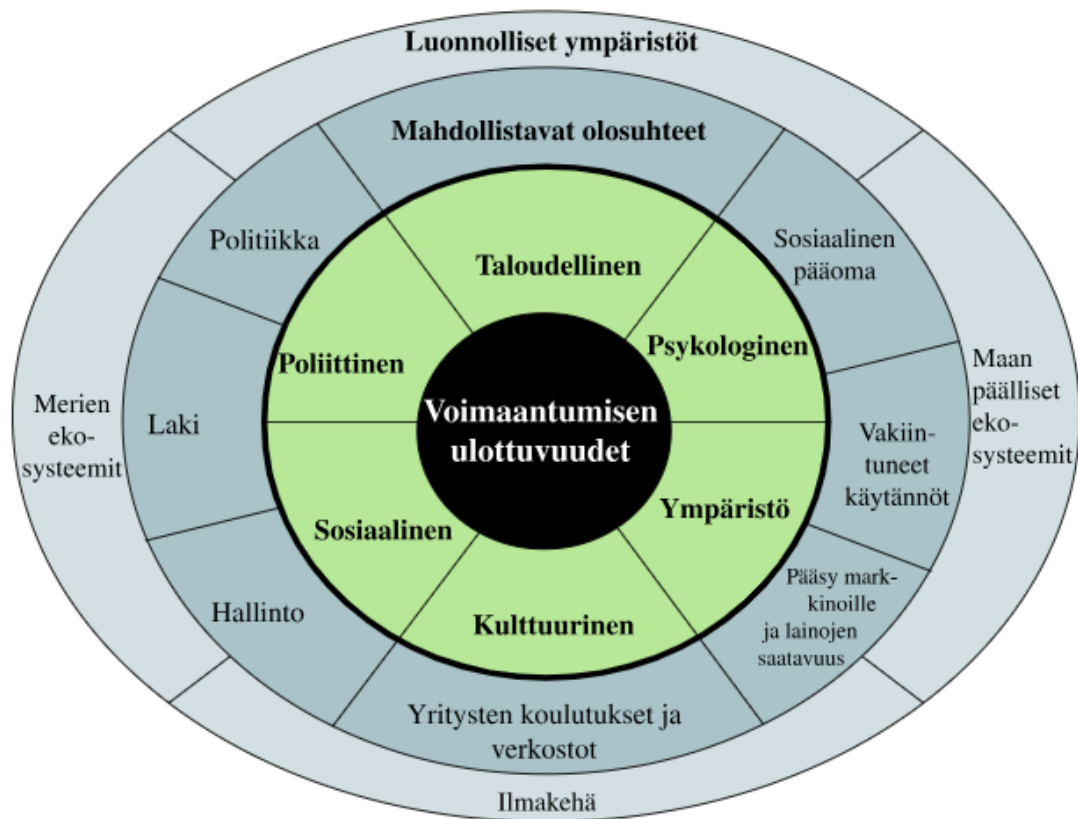 Luonnolliset ympäristöt
Mahdollistavat olosuhteet
Politiikka
Sosiaalinen
pääoma
Taloudellinen
Poliittinen
Psykologinen
Merien
eko-
systeemit
Laki
Voimaantumisen
ulottuvuudet
Maan
päälliset
eko-
systeemit
Vakiin-
tuneet
käytännöt
Sosiaalinen
Ympäristö
Hallinto
Kulttuurinen
Pääsy mark-
kinoille
ja lainojen
saatavuus
Yritysten koulutukset ja
verkostot
Ilmakehä